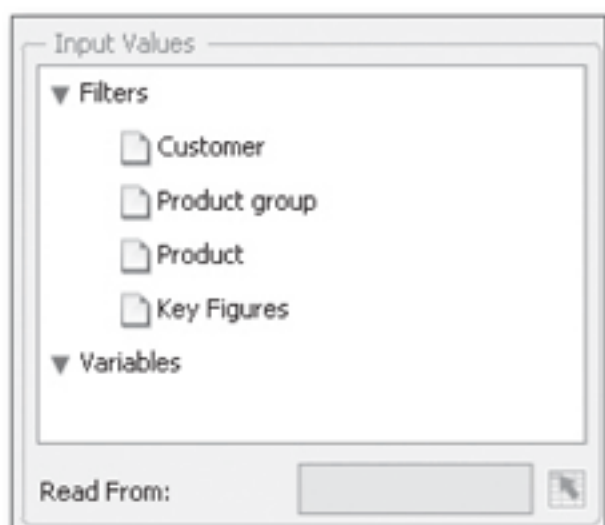 Input Values
Filters
Customer
Product group
Product
Key Figures
Variables
Read From: